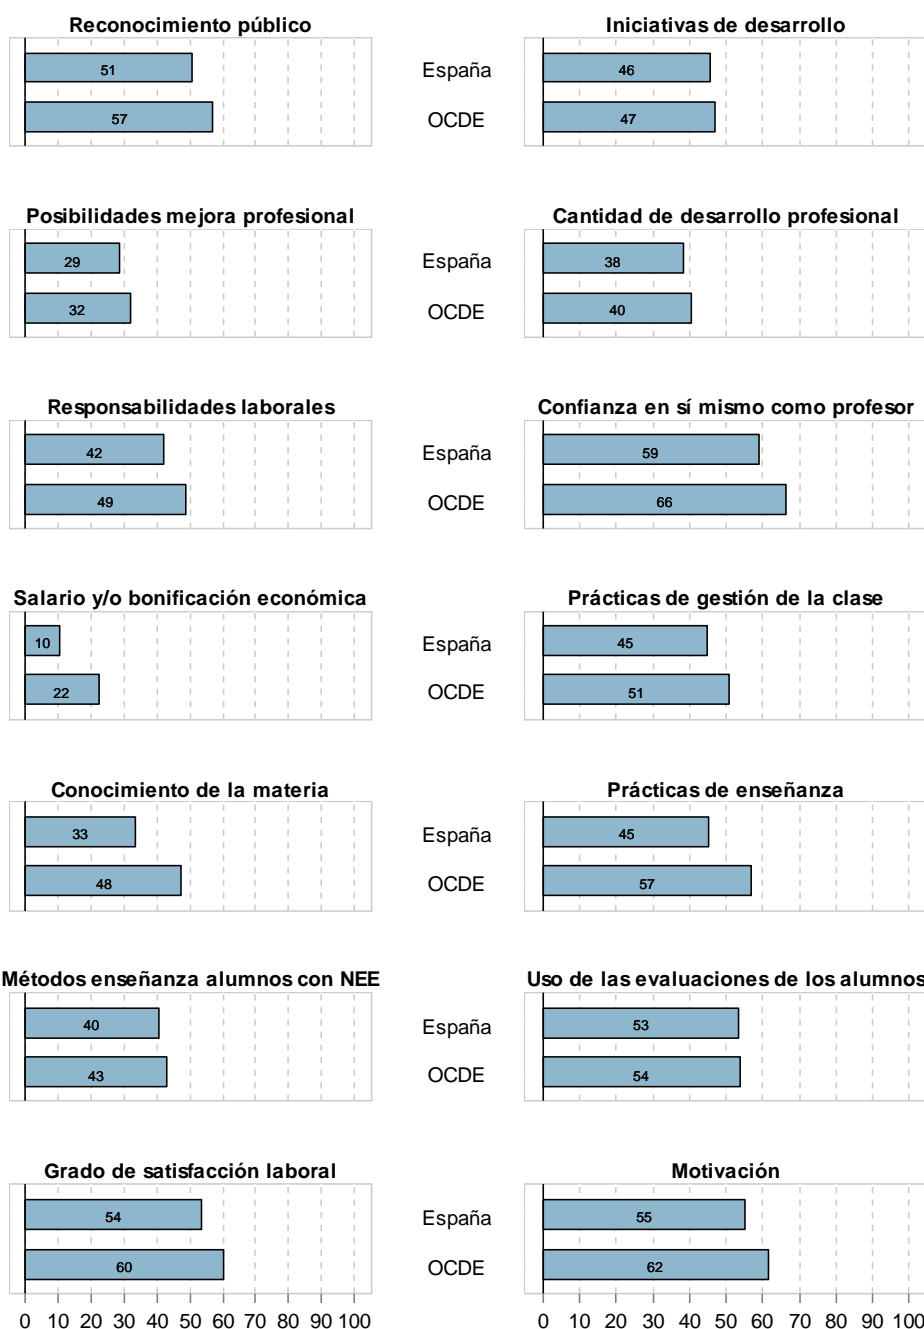 Reconocimiento público
Iniciativas de desarrollo
51
España
46
57
OCDE
47
Posibilidades mejora profesional
Cantidad de desarrollo profesional
29
España
38
32
OCDE
40
Responsabilidades laborales
Confianza en sí mismo como profesor
42
España
59
49
OCDE
66
Salario y/o bonificación económica
Prácticas de gestión de la clase
10
España
45
22
OCDE
51
Conocimiento de la materia
Prácticas de enseñanza
33
España
45
48
OCDE
57
Métodos enseñanza alumnos con NEE
Uso de las evaluaciones de los alumnos
40
España
53
43
OCDE
54
Grado de satisfacción laboral
Motivación
54
España
55
60
OCDE
62
0 10 20 30 40 50 60 70 80 90 100
0 10 20 30 40 50 60 70 80 90 100